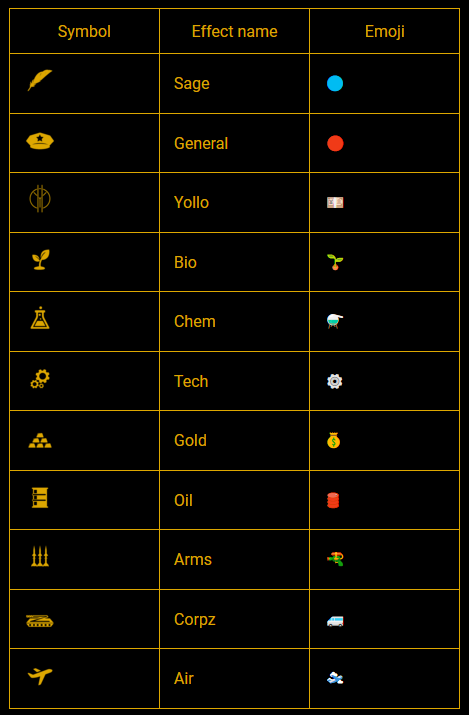 Symbol Effect name Emoji
Sage
General
Yollo
Bio
Chem
Tech
Gold
Oil
Arms
Corpz
Air